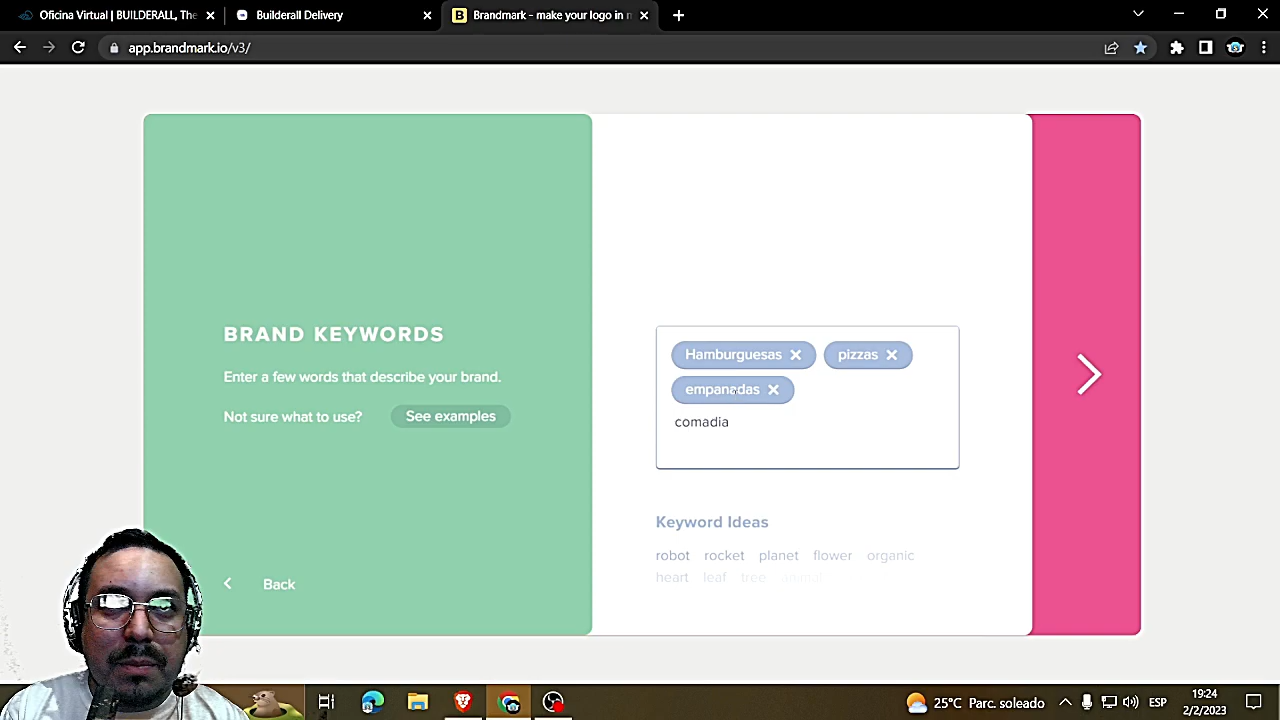 Oficina Virtual | BUILDERALL, The
Builderall Delivery
Brandmark - make your logo in m
app.brandmark.io/v3/
BRAND KEYWORDS
Enter a few words that describe your brand.
Not sure what to use? See examples
Back
Hamburguesas pizzas
empanadas
comadia
Keyword Ideas
robot rocket planet flower organic
heart leaf tree animal
25°C Parc. soleado ESP 19:24
2/2/2023